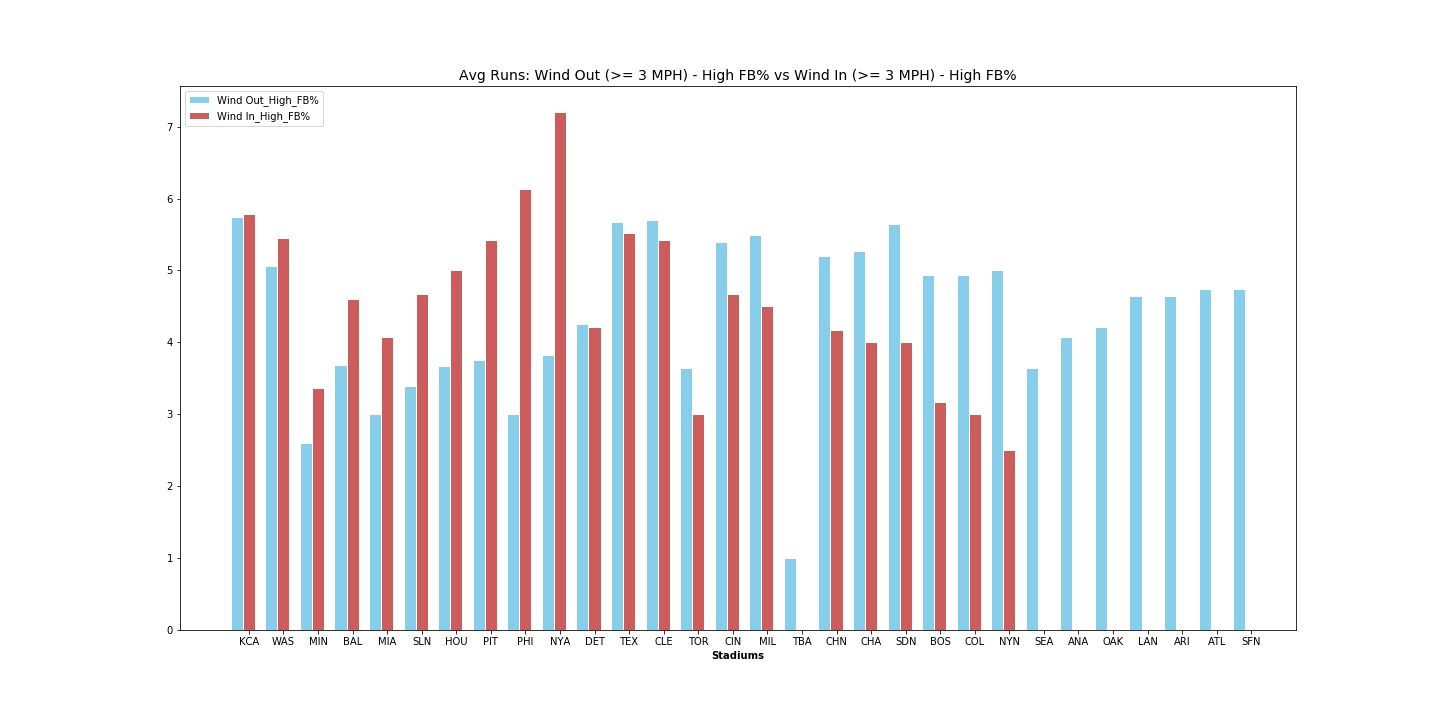 Avg Runs: Wind Out (>= 3 MPH) - High FB% vs Wind In (>= 3 MPH) - High FB%
Wind Out_High_FB%
Wind In_High_FB%
7
6
5
4
3
2
1
0
KCA WAS MIN BAL MIA SLN HOU PIT PHI NYA DET TEX CLE TOR CIN MIL TBA CHN CHA SDN BOS COL NYN SEA ANA OAK LAN ARI ATL SFN
Stadiums